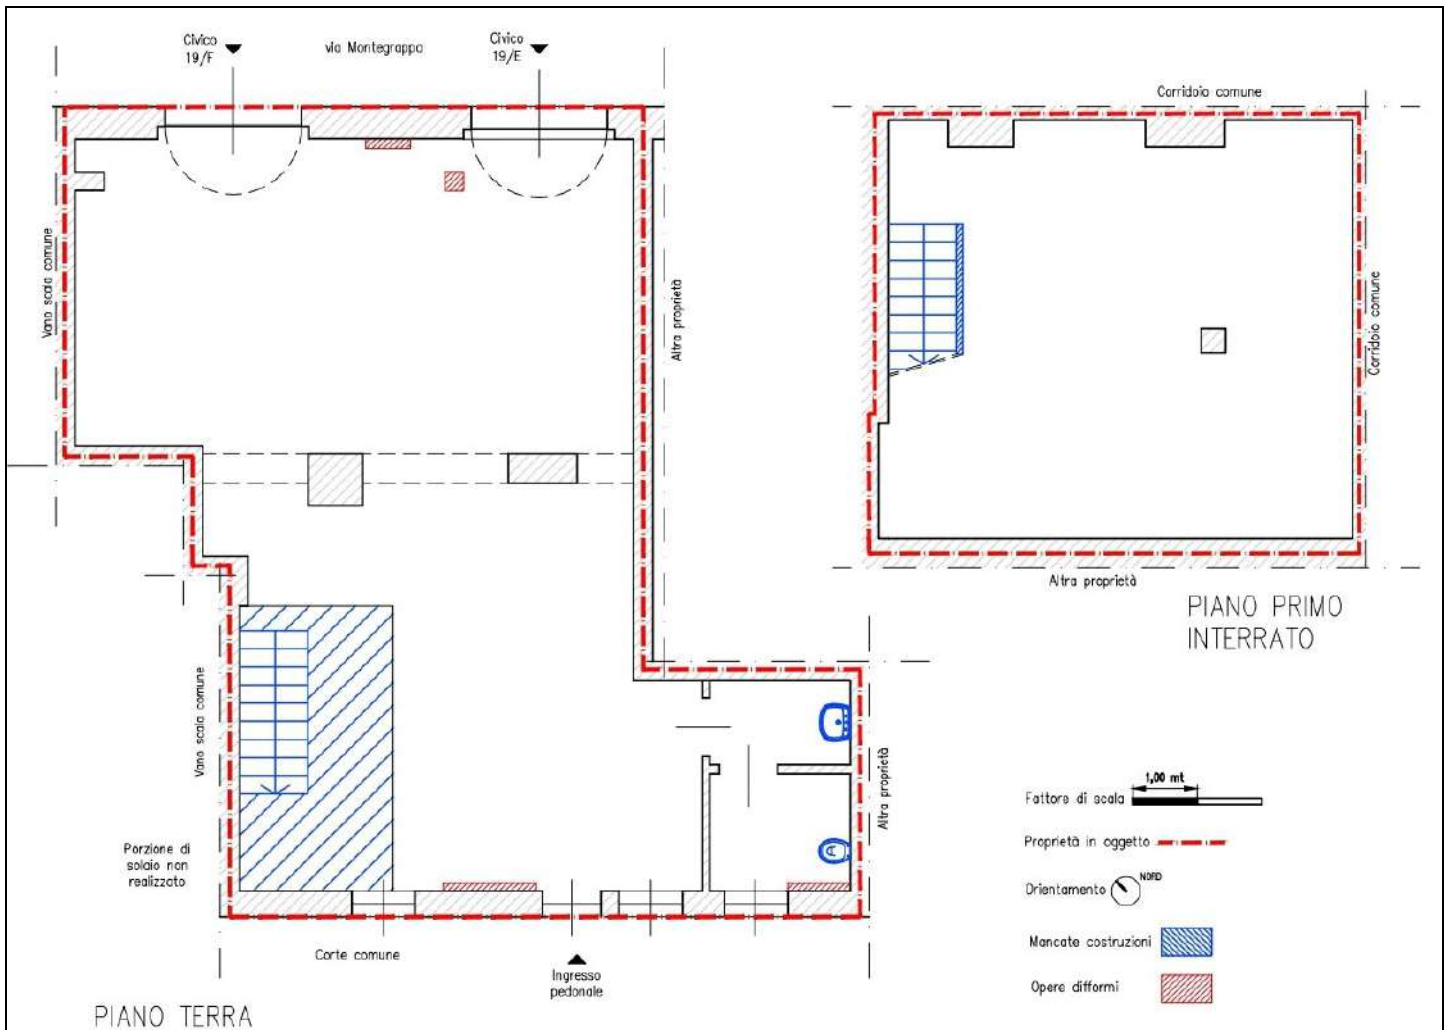 Civico
19/F
via Montegrappa
Civico
19/E
Vano scala comune
Altra proprietà
Vano scala comune
Altra proprietà
Porzione di
solaio non
realizzato
Corte comune
Ingresso
pedonale
PIANO TERRA
Corridoio comune
Corridoio comune
Altra proprietà
PIANO PRIMO
INTERRATO
1,00 mt
Fattore di scala
Proprietà in oggetto
Orientamento NORD
Mancate costruzioni
Opere difformi